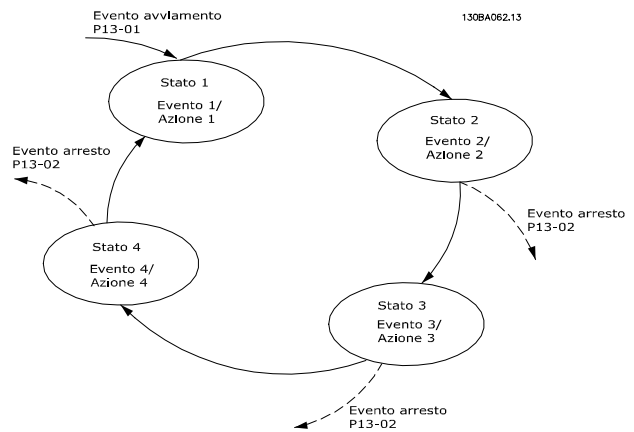 Evento avviamento
P13-01
130BA062.13
Stato 1
Evento 1/
Azione 1
Stato 2
Evento 2/
Azione 2
Evento arresto
P13-02
Evento arresto
P13-02
Stato 4
Evento 4/
Azione 4
Stato 3
Evento 3/
Azione 3
Evento arresto
P13-02